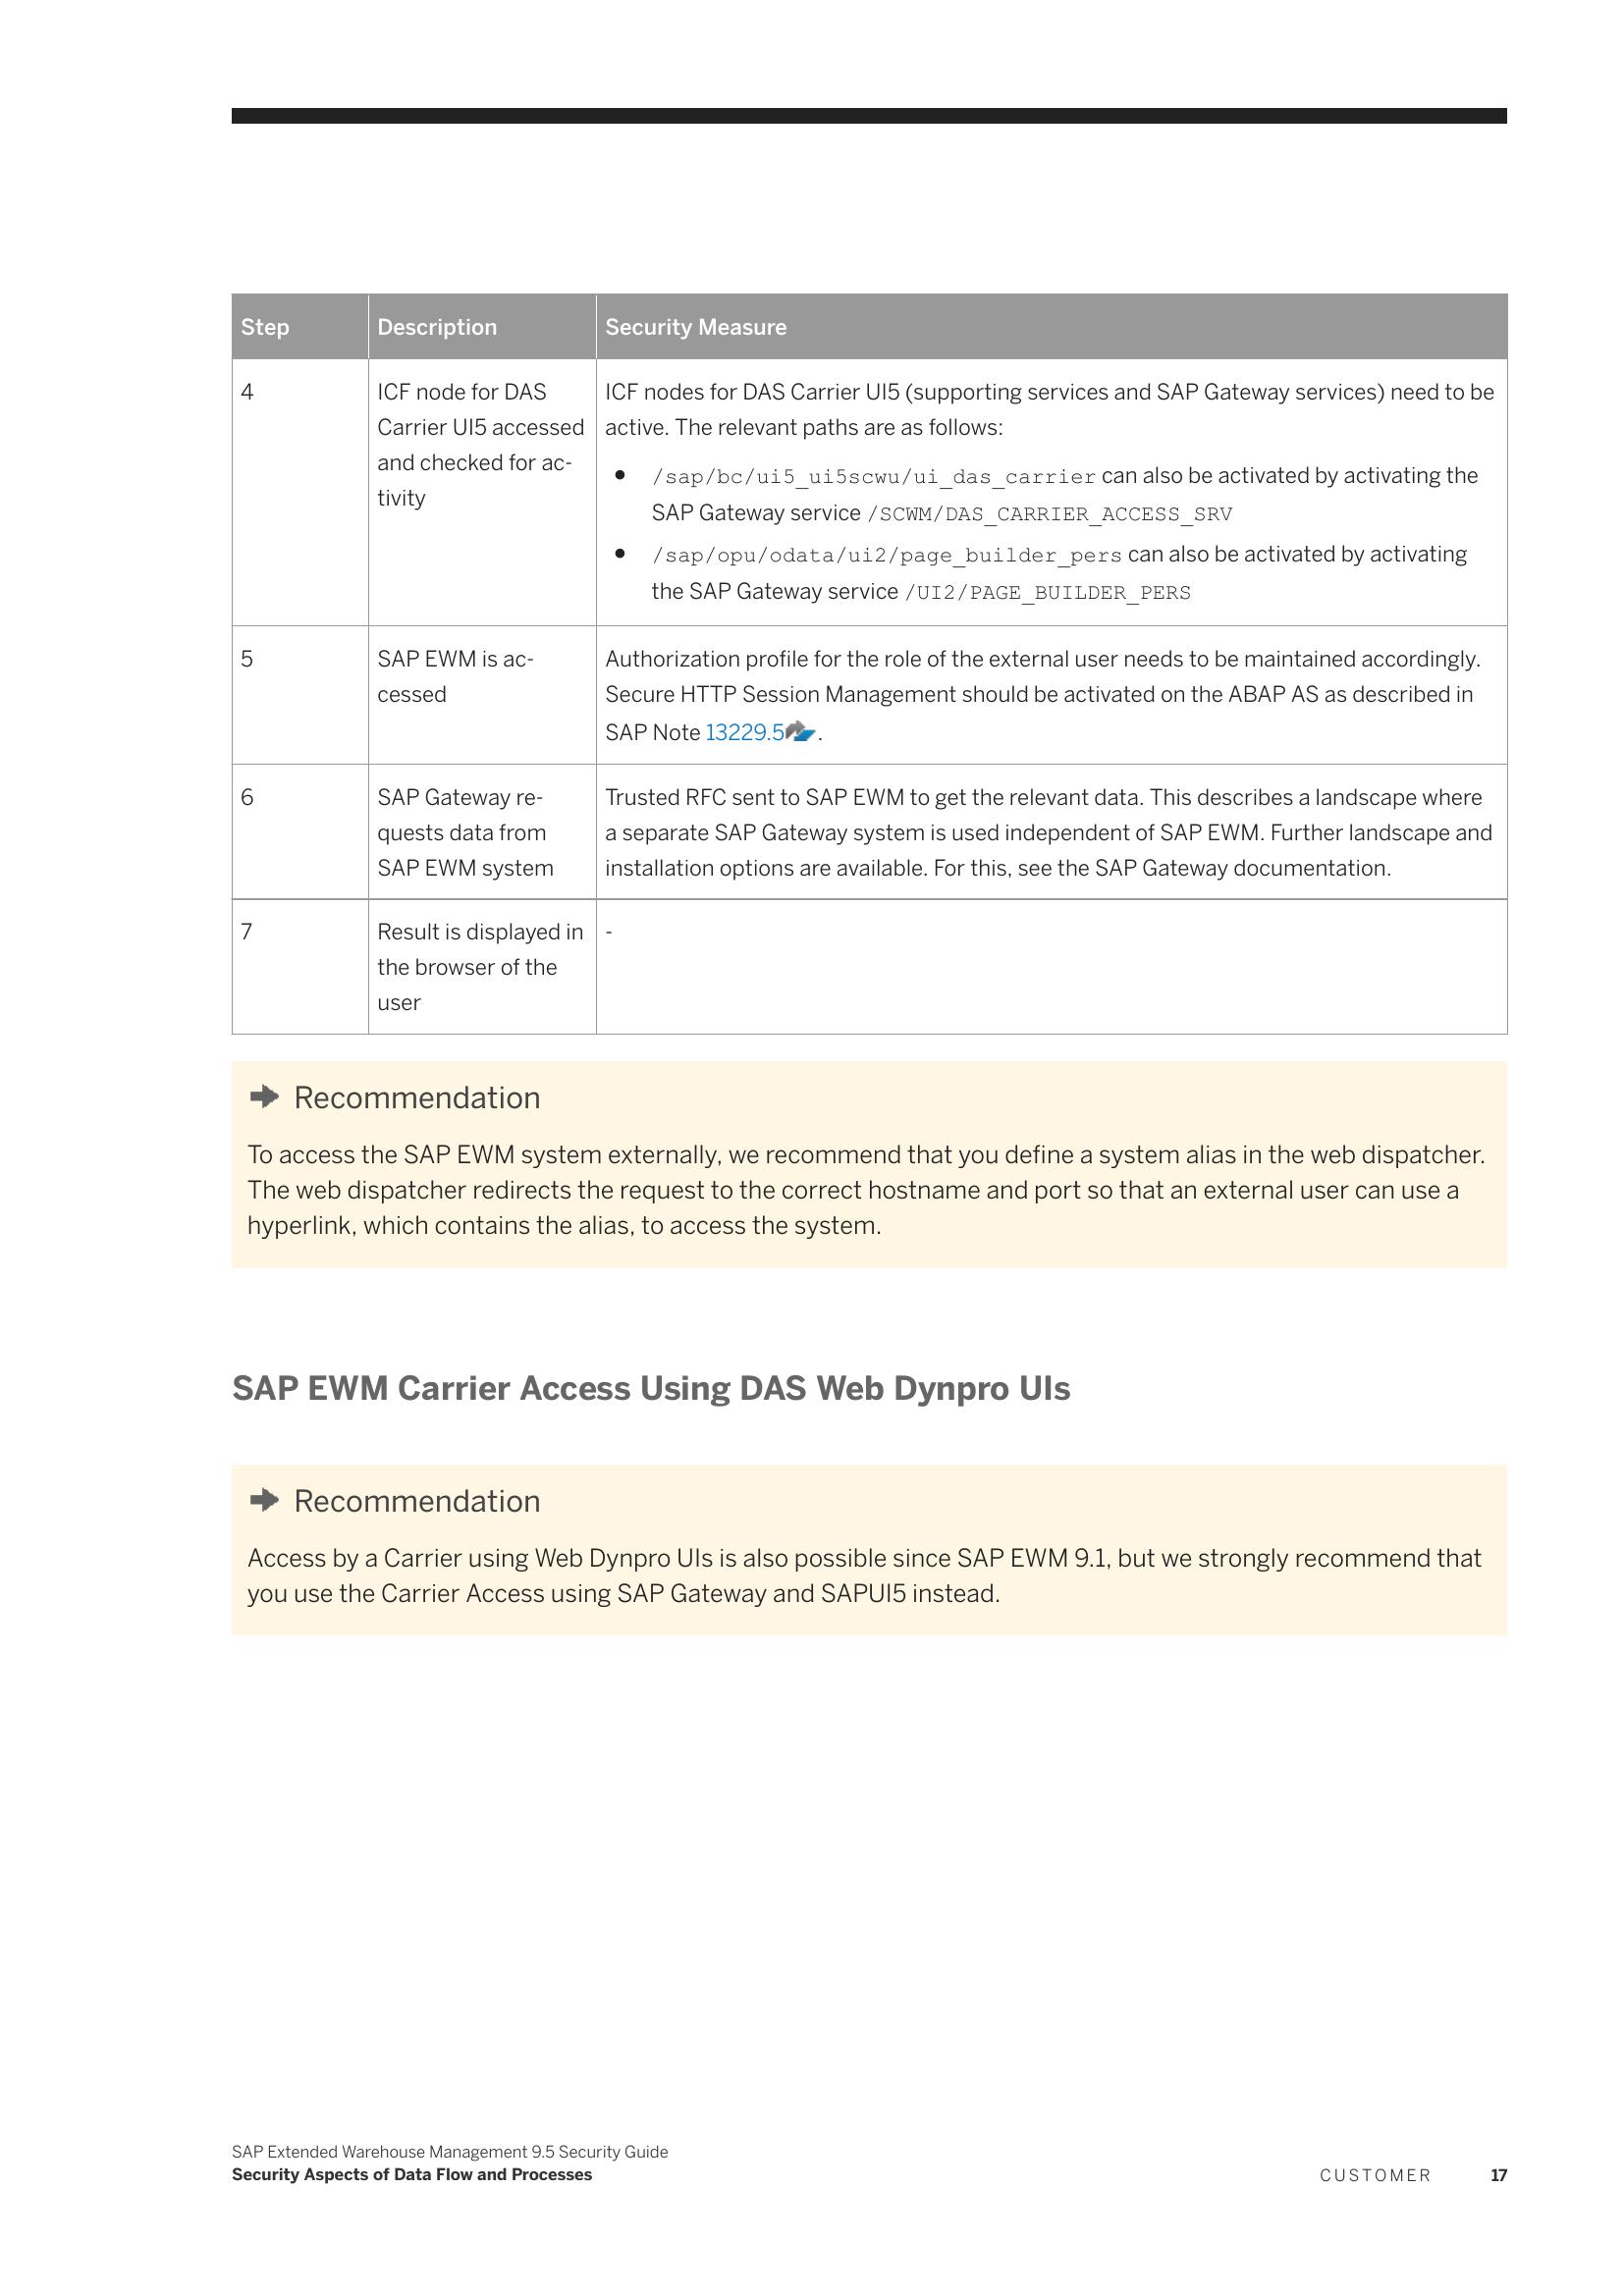 Step Description Security Measure
4
ICF node for DAS
Carrier UI5 accessed
and checked for ac-
tivity
ICF nodes for DAS Carrier UI5 (supporting services and SAP Gateway services) need to be
active. The relevant paths are as follows:
● /sap/bc/ui5_ui5scwu/ui_das_carrier can also be activated by activating the
SAP Gateway service /SCWM/DAS_CARRIER_ACCESS_SRV
● /sap/opu/odata/ui2/page_builder_pers can also be activated by activating
the SAP Gateway service /UI2/PAGE_BUILDER_PERS
5
SAP EWM is ac-
cessed
Authorization profile for the role of the external user needs to be maintained accordingly.
Secure HTTP Session Management should be activated on the ABAP AS as described in
SAP Note 13229.5.
6
SAP Gateway re-
quests data from
SAP EWM system
Trusted RFC sent to SAP EWM to get the relevant data. This describes a landscape where
a separate SAP Gateway system is used independent of SAP EWM. Further landscape and
installation options are available. For this, see the SAP Gateway documentation.
7
Result is displayed in
the browser of the
user
-
Recommendation
To access the SAP EWM system externally, we recommend that you define a system alias in the web dispatcher.
The web dispatcher redirects the request to the correct hostname and port so that an external user can use a
hyperlink, which contains the alias, to access the system.
SAP EWM Carrier Access Using DAS Web Dynpro UIs
Recommendation
Access by a Carrier using Web Dynpro UIs is also possible since SAP EWM 9.1, but we strongly recommend that
you use the Carrier Access using SAP Gateway and SAPUI5 instead.
SAP Extended Warehouse Management 9.5 Security Guide
Security Aspects of Data Flow and Processes
CUSTOMER 17